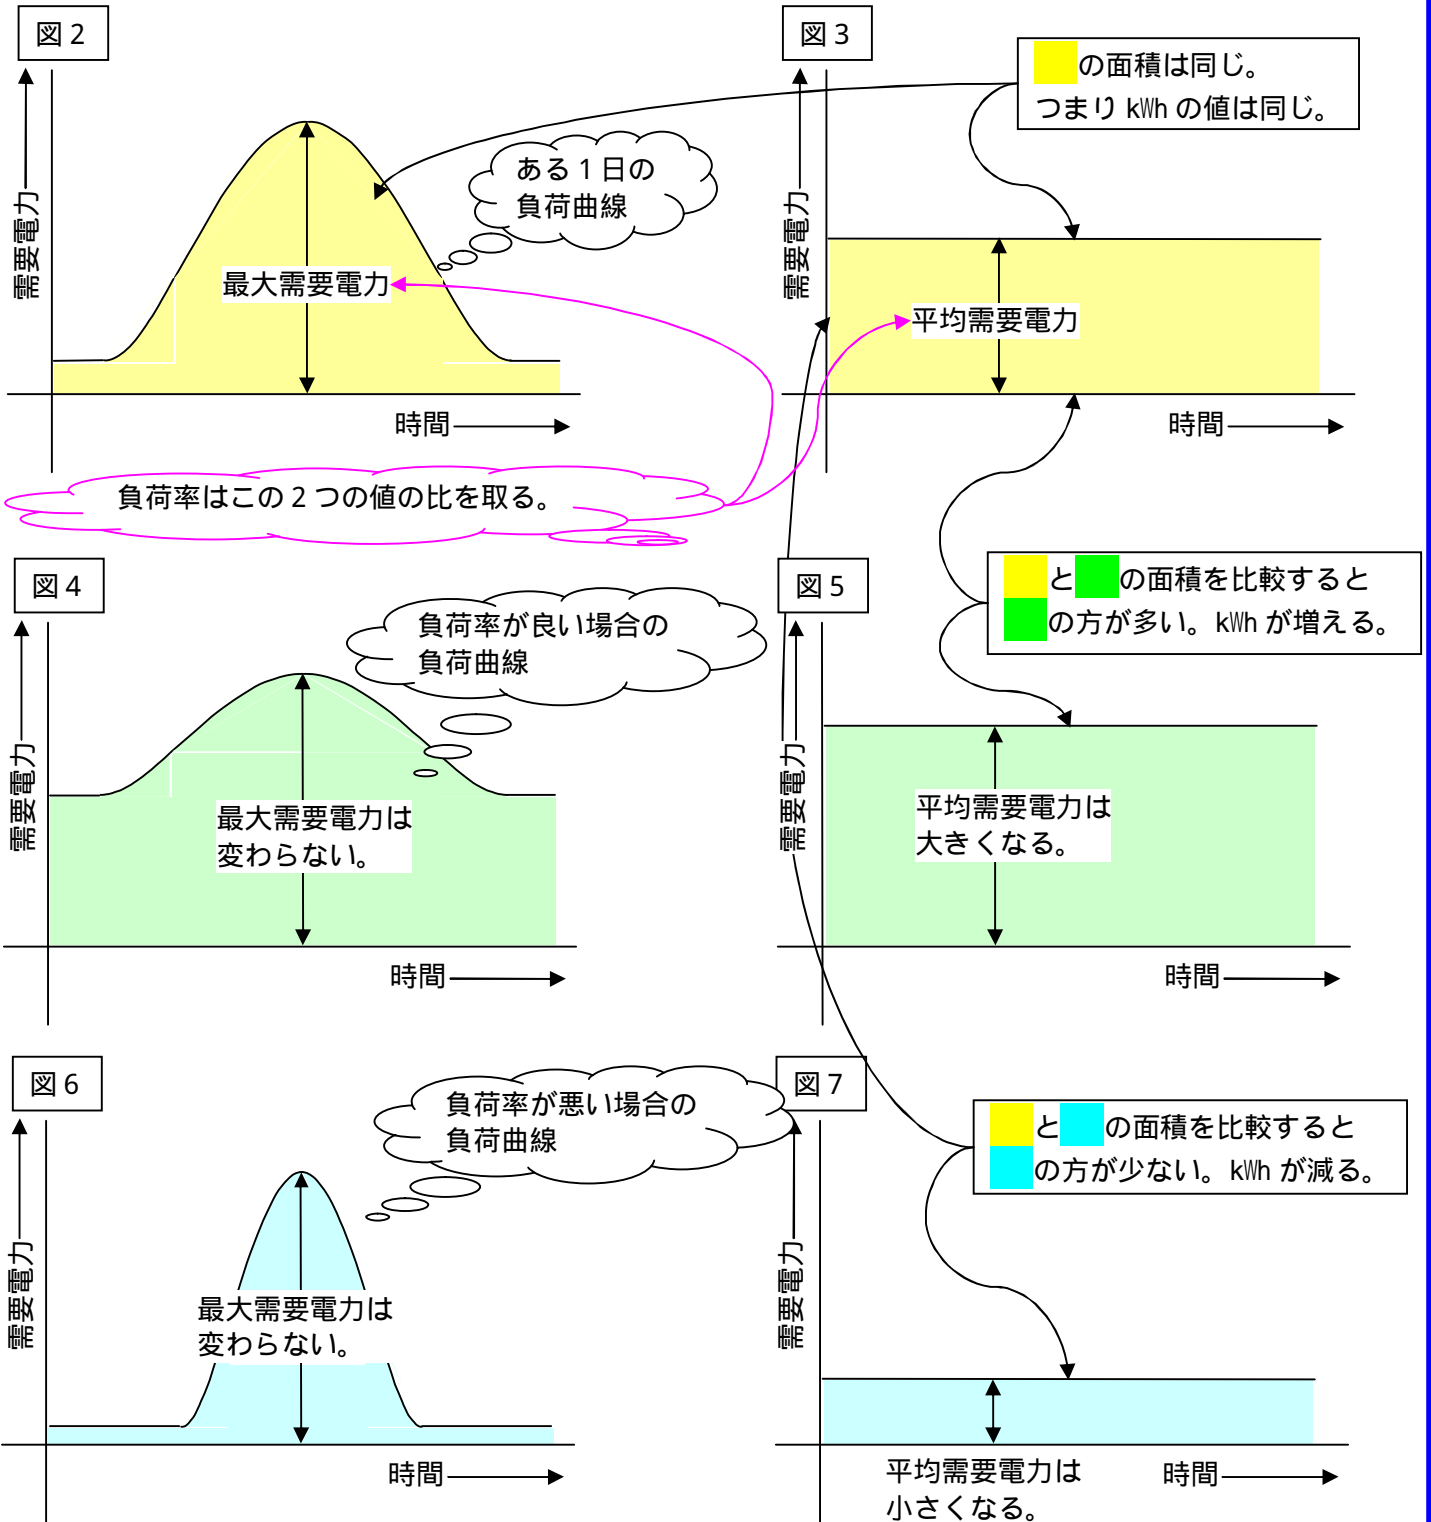 図2
図3
の面積は同じ。
つまりkWhの値は同じ。
需要電力
ある1日の
負荷曲線
最大需要電力
時間
需要電力
平均需要電力
時間
負荷率はこの2つの値の比を取る。
図4
図5
と の面積を比較すると
の方が多い。kWhが増える。
需要電力
負荷率が良い場合の
負荷曲線
最大需要電力は
変わらない。
時間
需要電力
平均需要電力は
大きくなる。
時間
図6
図7
負荷率が悪い場合の
負荷曲線
と の面積を比較すると
の方が少ない。kWhが減る。
需要電力
最大需要電力は
変わらない。
時間
需要電力
平均需要電力は
小さくなる。
時間